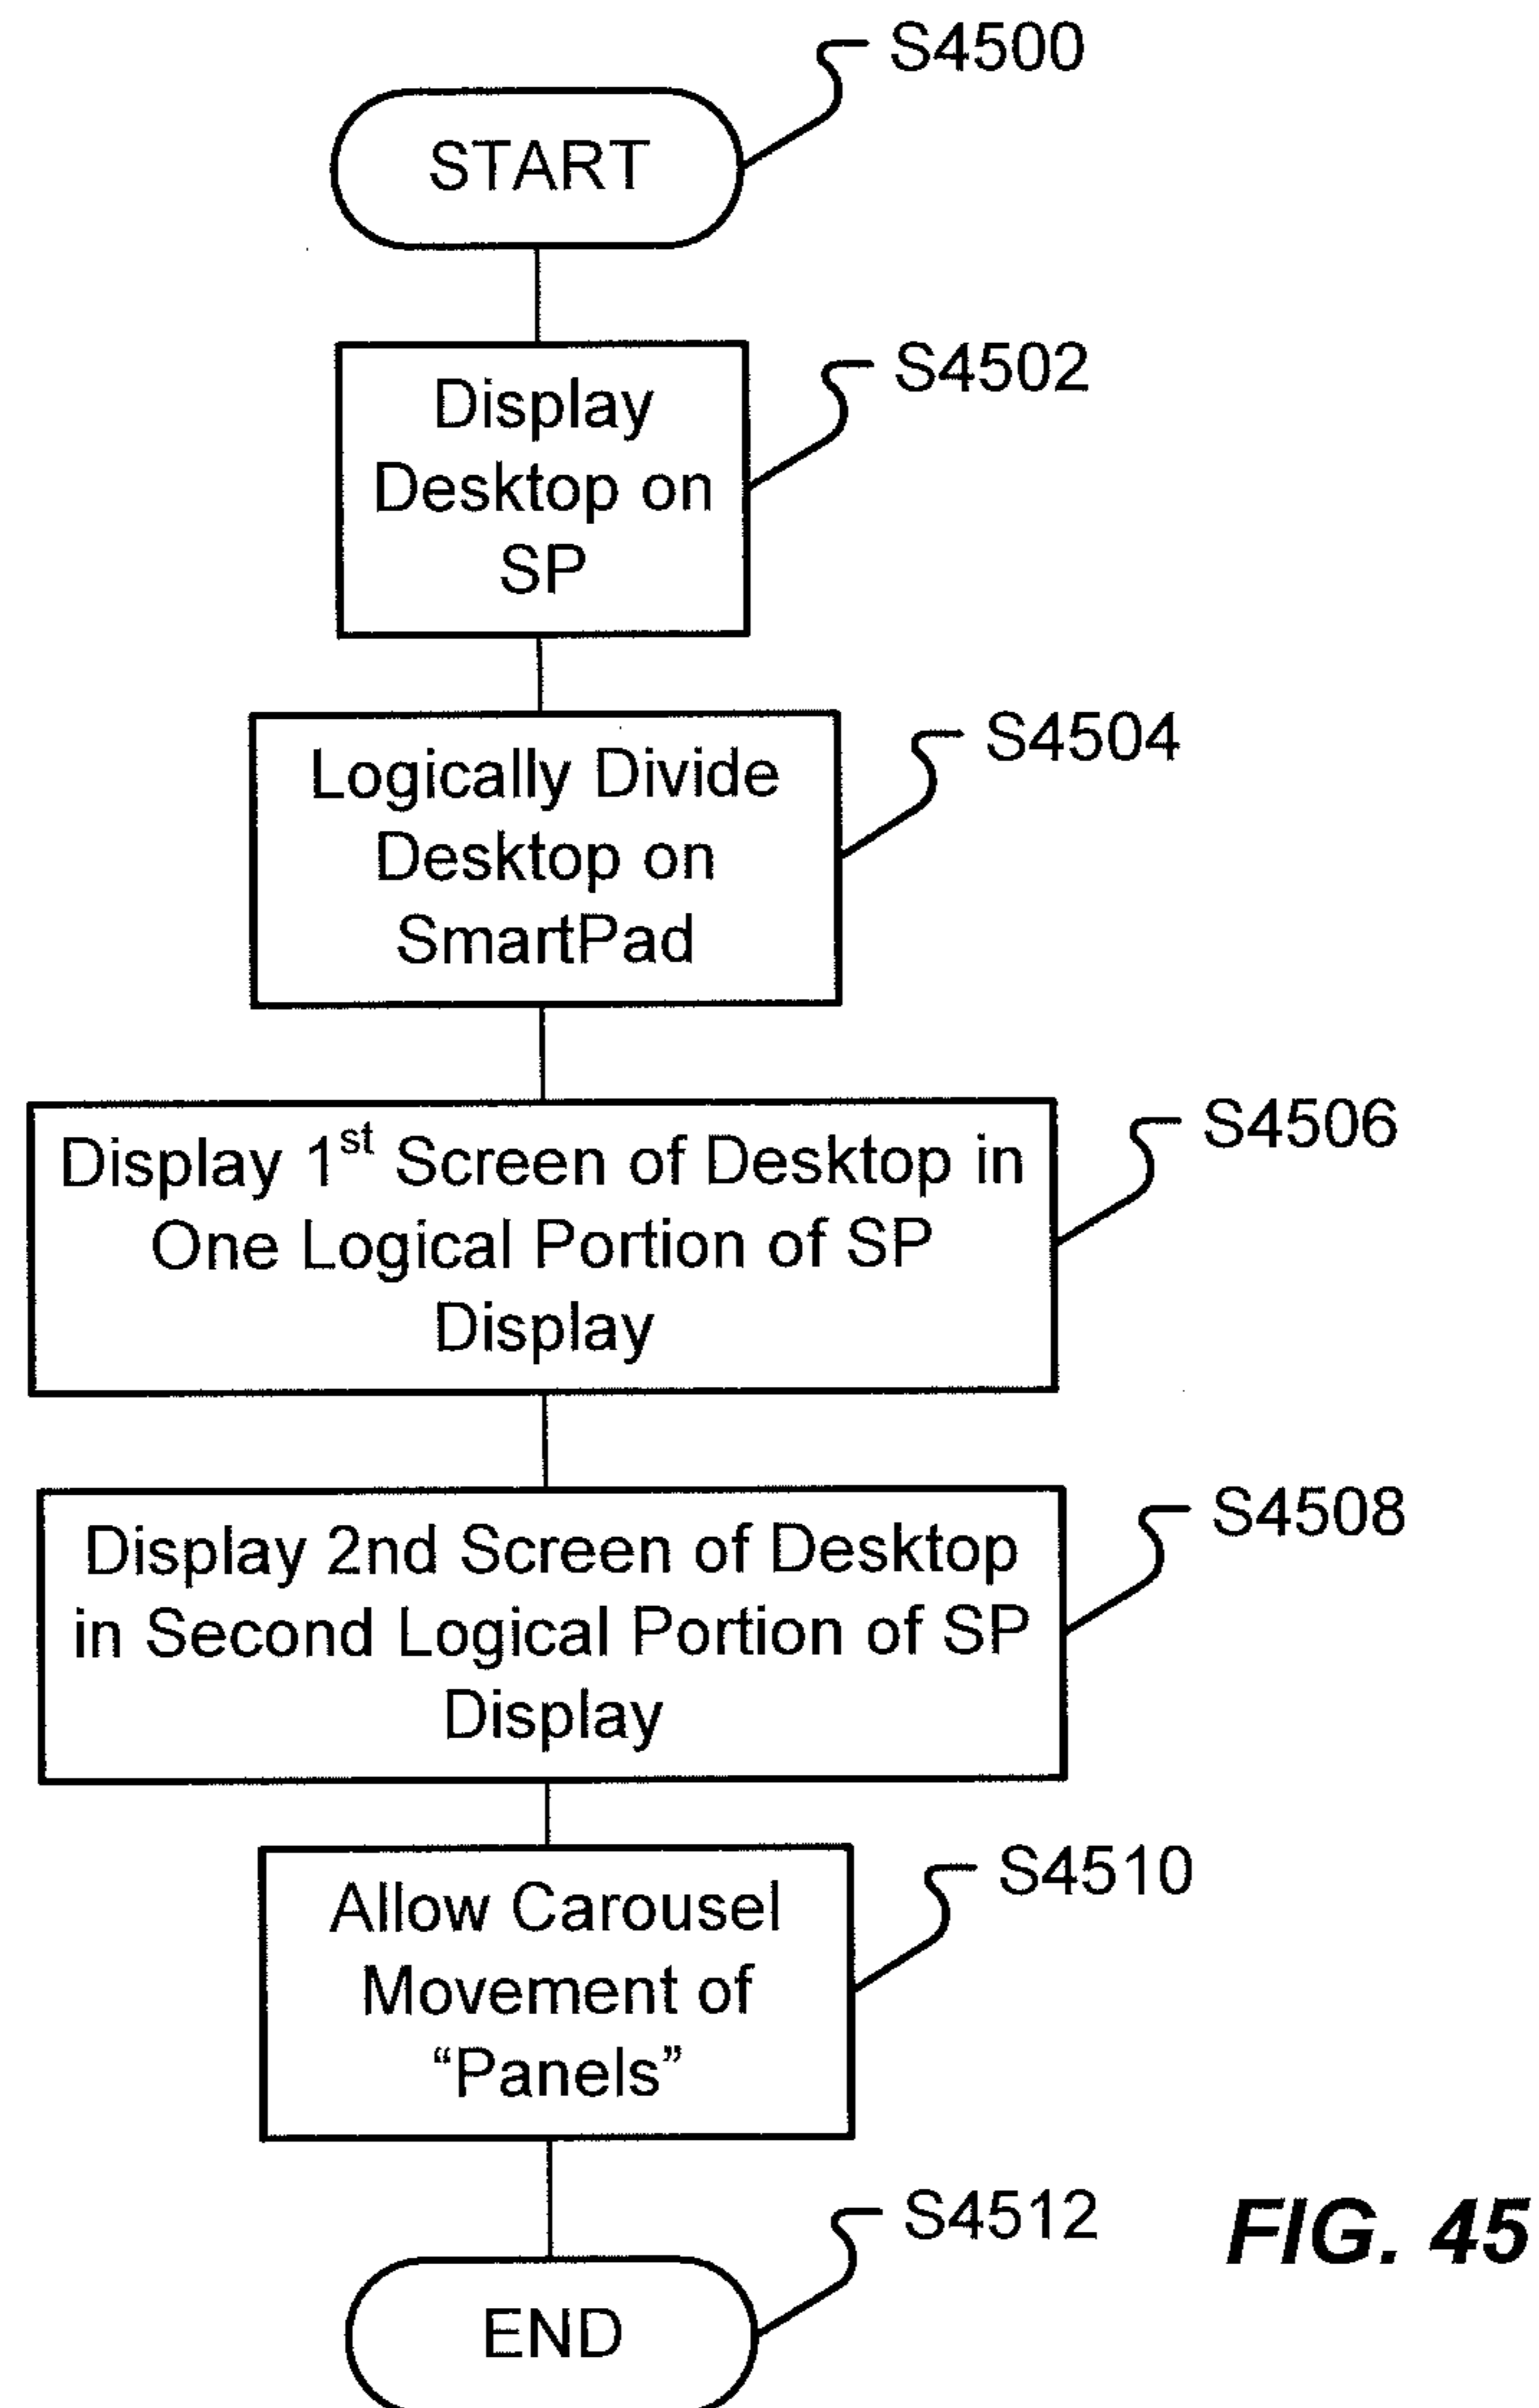 S4500
START
S4502
Display
Desktop on
SP
S4504
Logically Divide
Desktop on
SmartPad
S4506
Display 1st Screen of Desktop in
One Logical Portion of SP
Display
S4508
Display 2nd Screen of Desktop
in Second Logical Portion of SP
Display
S4510
Allow Carousel
Movement of
“Panels”
S4512
END
FIG. 45